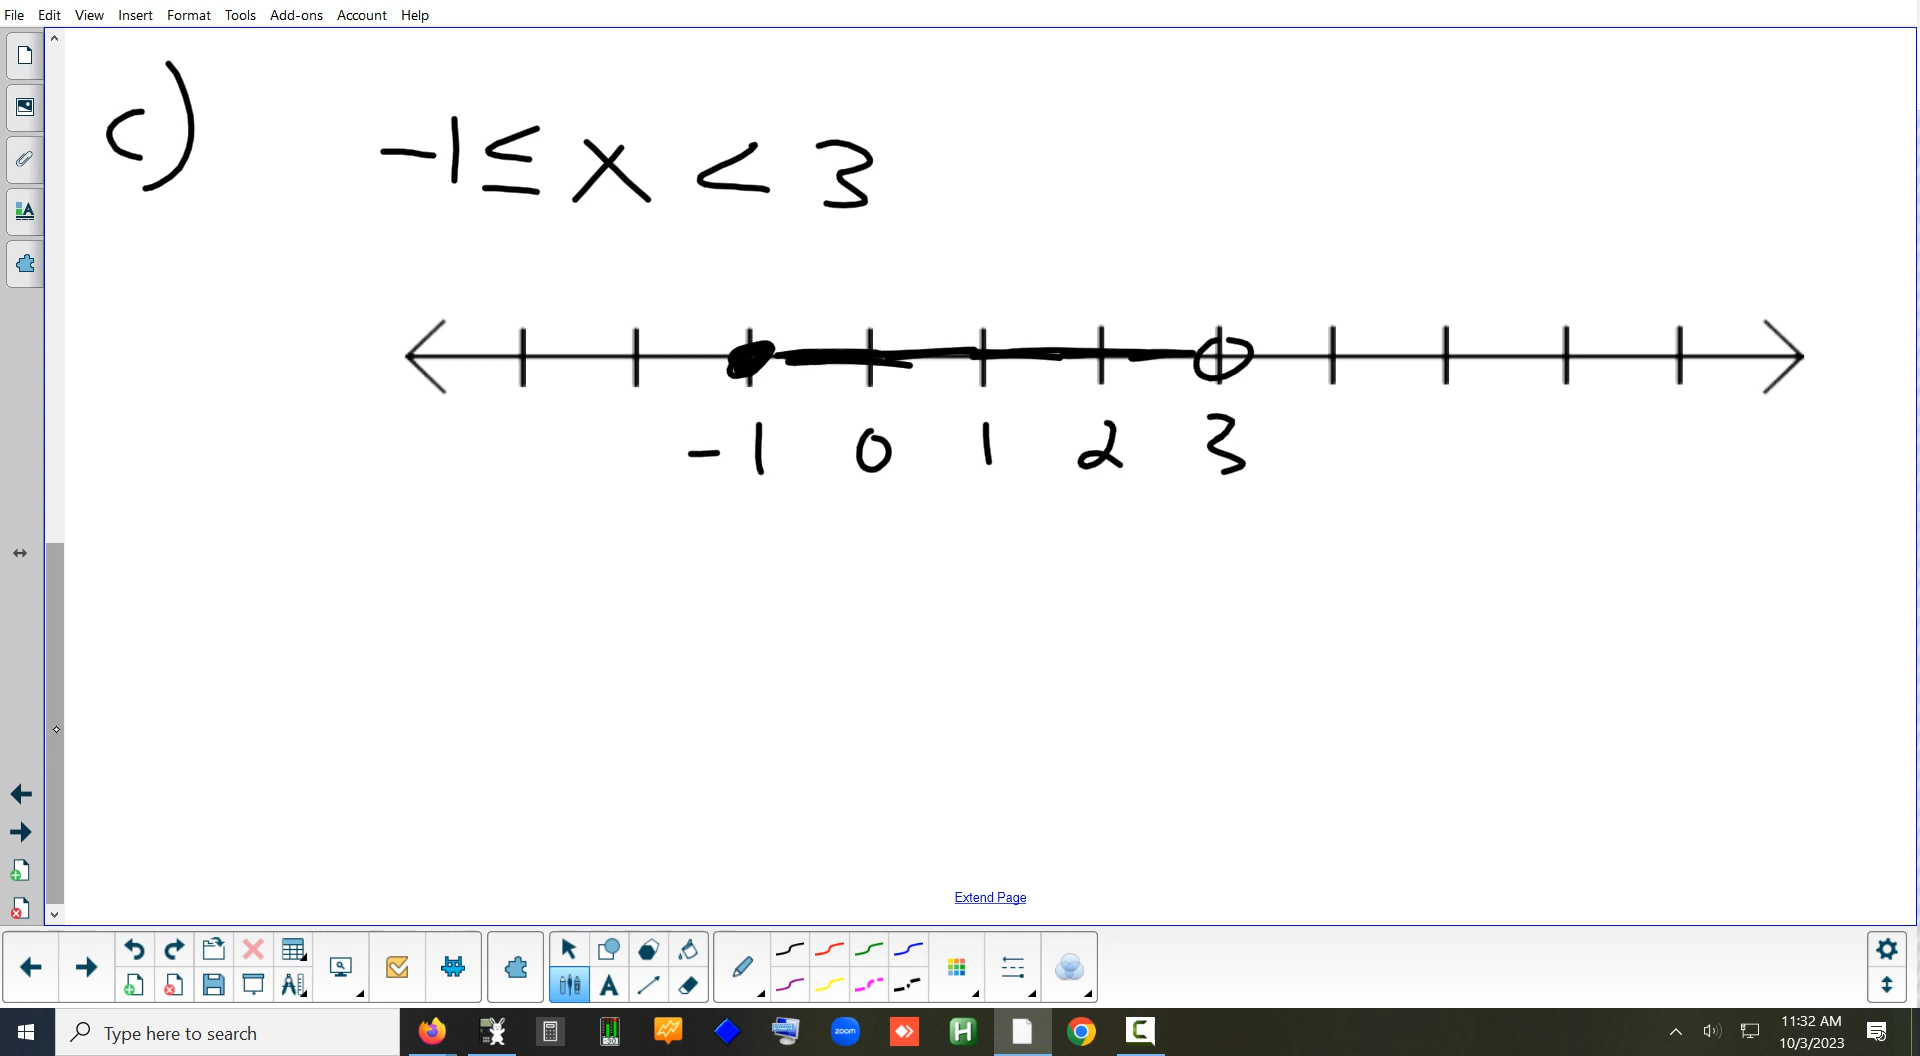 File Edit View Insert Format Tools Add-ons Account Help
c) -1 ≤ x < 3
-1 0 1 2 3
Extend Page
Type here to search
zoom
11:32 AM
10/3/2023